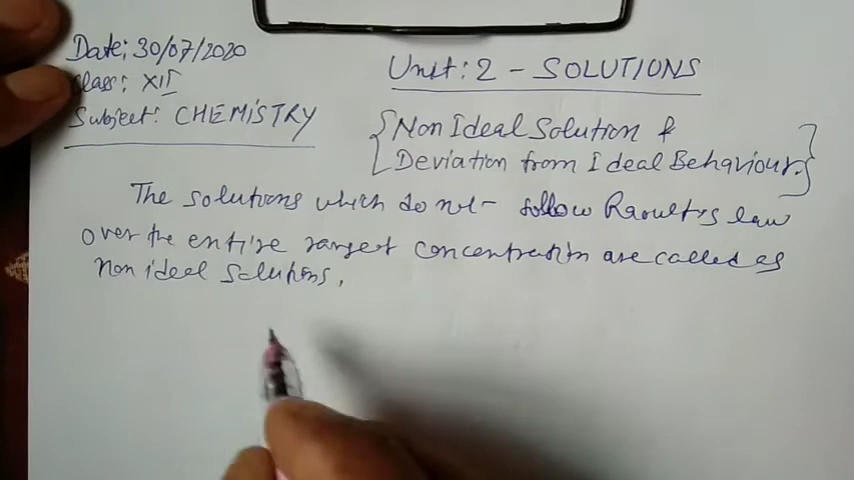 Date: 30/07/2020
Class: XII
Subject: CHEMISTRY
Unit: 2 - SOLUTIONS
{Non Ideal Solution &
Deviation from Ideal Behaviour.}
The solutions which do not follow Raoult's law
over the entire range of concentration are called as
non ideal solutions.